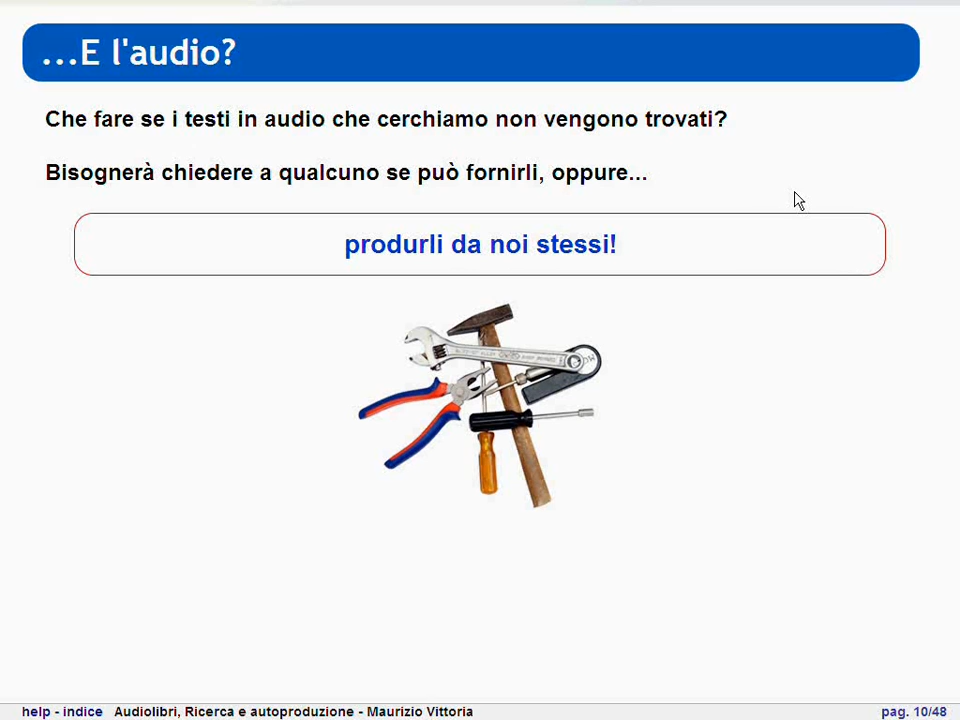 ...E l'audio?
Che fare se i testi in audio che cerchiamo non vengono trovati?
Bisognerà chiedere a qualcuno se può fornirli, oppure...
produrli da noi stessi!
help - indice Audiolibri, Ricerca e autoproduzione - Maurizio Vittoria
pag. 10/48